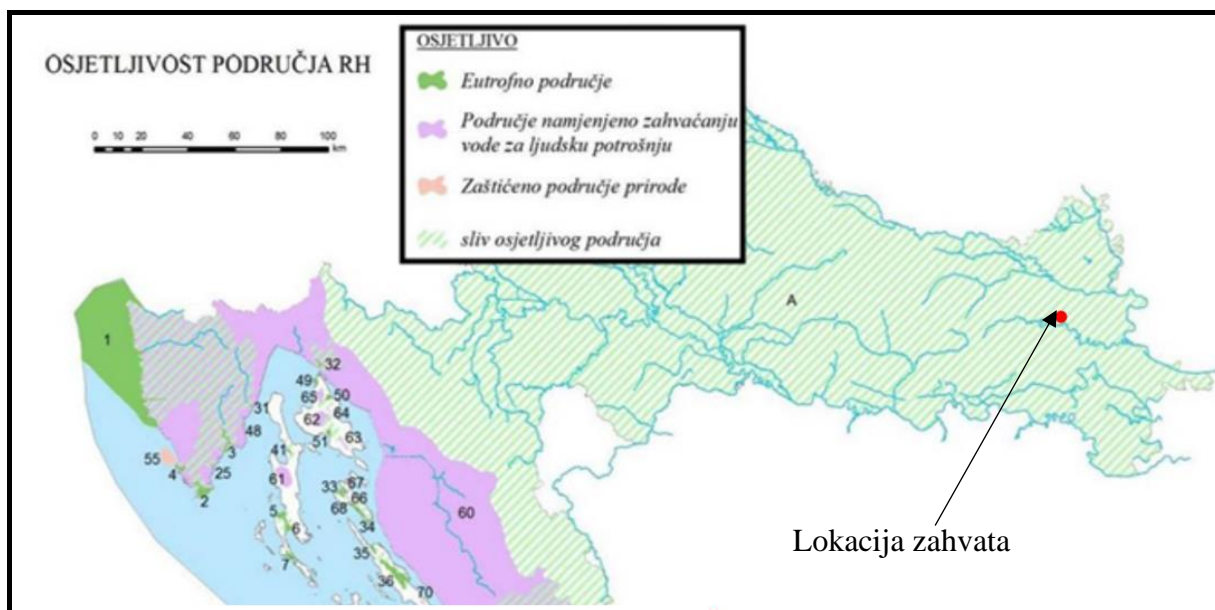 OSJETLJIVOST PODRUČJA RH
0 10 20 40 60 80 100
km
OSJETLJIVO
Eutrofno područje
Područje namjenjeno zahvaćanju
vode za ljudsku potrošnju
Zaštićeno područje prirode
sliv osjetljivog područja
A
1
32
49
65
50
31
62
64
48
51
63
3
41
55
4
25
61
2
33
67
66
60
5
68
6
34
7
35
36
70
Lokacija zahvata